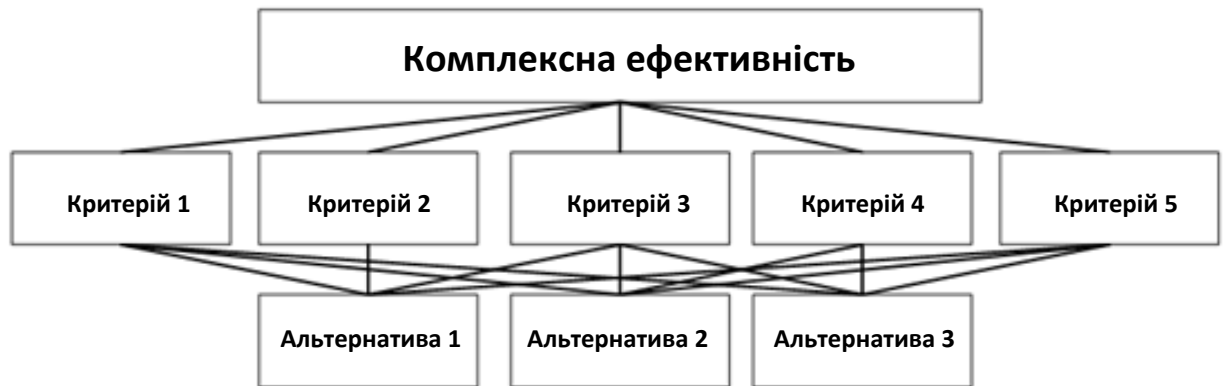 Комплексна ефективність
Критерій 1
Критерій 2
Критерій 3
Критерій 4
Критерій 5
Альтернатива 1
Альтернатива 2
Альтернатива 3